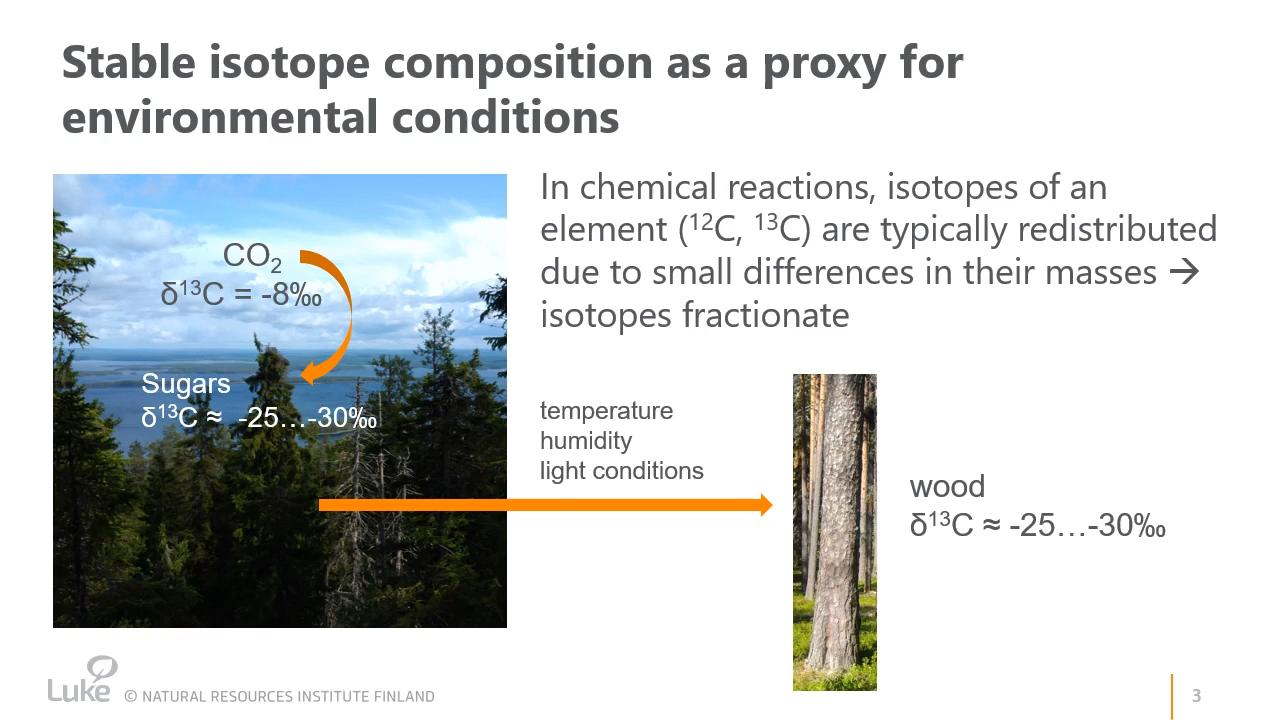 Stable isotope composition as a proxy for
environmental conditions
CO₂
δ¹³C = -8‰
Sugars
δ¹³C ≈ -25…-30‰
In chemical reactions, isotopes of an
element (¹²C, ¹³C) are typically redistributed
due to small differences in their masses →
isotopes fractionate
temperature
humidity
light conditions
wood
δ¹³C ≈ -25…-30‰
Luke
© NATURAL RESOURCES INSTITUTE FINLAND
3